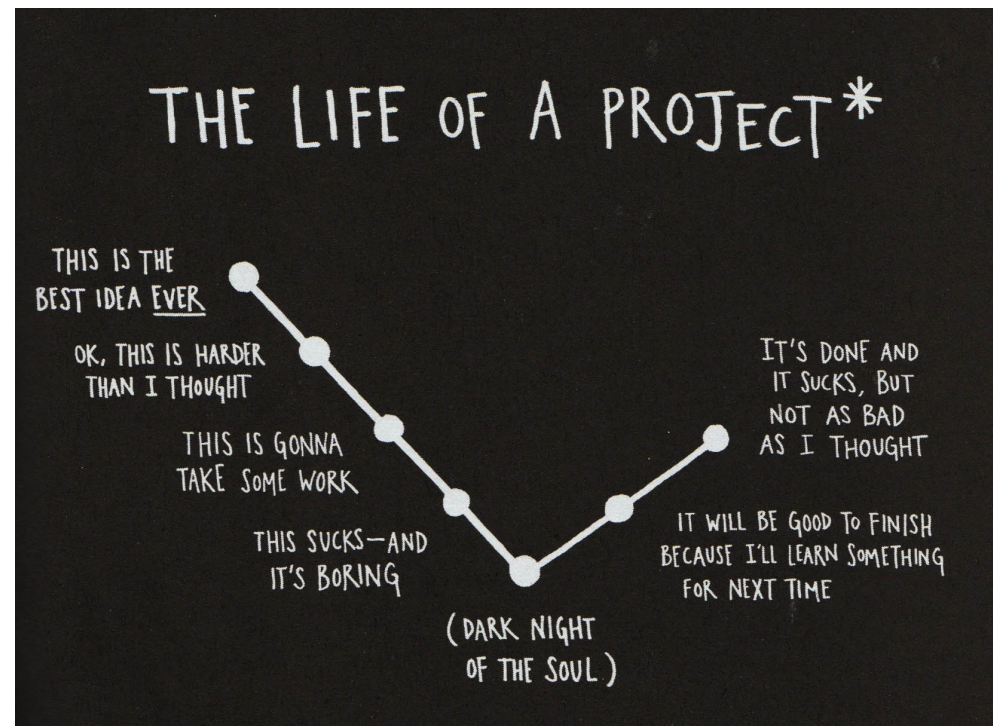 THE LIFE OF A PROJECT*
THIS IS THE
BEST IDEA EVER
OK, THIS IS HARDER
THAN I THOUGHT
THIS IS GONNA
TAKE SOME WORK
THIS SUCKS—AND
IT'S BORING
(DARK NIGHT
OF THE SOUL)
IT WILL BE GOOD TO FINISH
BECAUSE I'LL LEARN SOMETHING
FOR NEXT TIME
IT'S DONE AND
IT SUCKS, BUT
NOT AS BAD
AS I THOUGHT